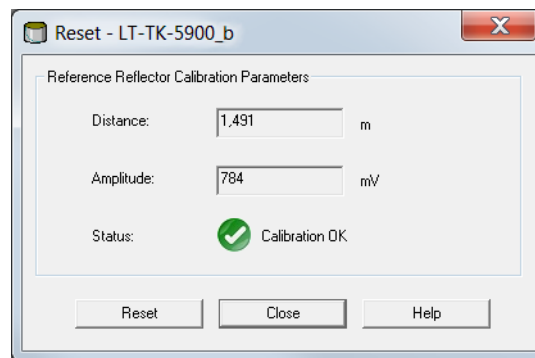 Reset - LT-TK-5900_b
Reference Reflector Calibration Parameters
Distance: 1,491 m
Amplitude: 784 mV
Status: Calibration OK
Reset Close Help